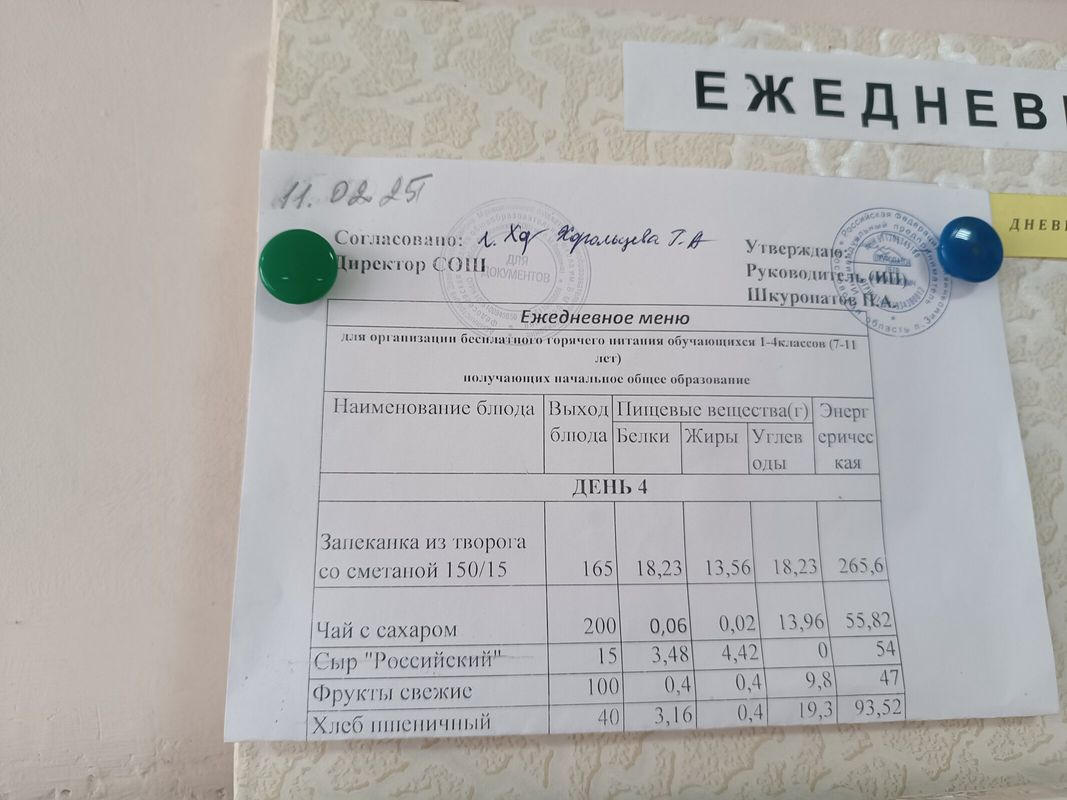 ЕЖЕДНЕВ
ДНЕВ
11.02.25г
Согласовано: Хорольцева Г.А
Директор СОШ
ДЛЯ
ДОКУМЕНТОВ
Утверждаю:
Руководитель (ИП)
Шкуропатов П.А.
Ежедневное меню
для организации бесплатного горячего питания обучающихся 1-4классов (7-11
лет)
получающих начальное общее образование
Наименование блюда Выход блюда Пищевые вещества(г) Энергическая
Белки Жиры Углеводы
ДЕНЬ 4
Запеканка из творога
со сметаной 150/15 165 18,23 13,56 18,23 265,6
Чай с сахаром 200 0,06 0,02 13,96 55,82
Сыр "Российский" 15 3,48 4,42 0 54
Фрукты свежие 100 0,4 0,4 9,8 47
Хлеб пшеничный 40 3,16 0,4 19,3 93,52